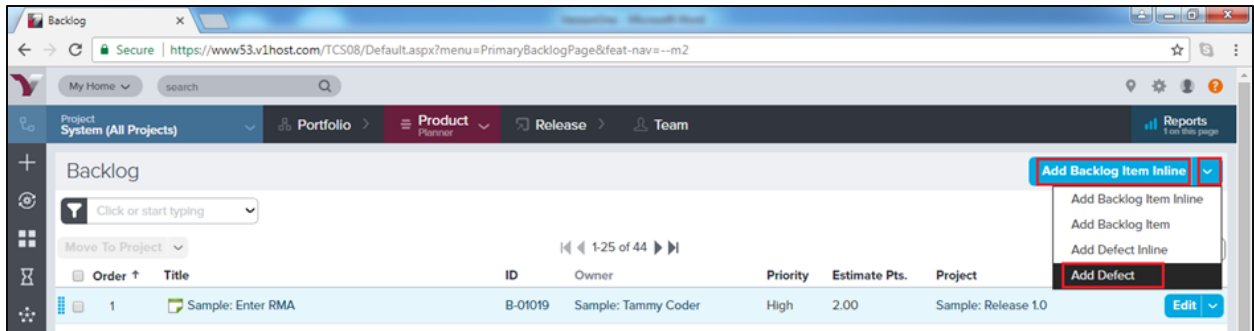 Backlog
Secure | https://www53.v1host.com/TCS08/Default.aspx?menu=PrimaryBacklogPage&feat-nav=--m2
My Home search
Project
System (All Projects) Portfolio Product Planner Release Team Reports 1 on this page
Backlog Add Backlog Item Inline
Add Backlog Item Inline
Click or start typing
Add Backlog Item
Move To Project 1-25 of 44 Add Defect Inline
Order ↑ Title ID Owner Priority Estimate Pts. Project Add Defect
1 Sample: Enter RMA B-01019 Sample: Tammy Coder High 2.00 Sample: Release 1.0 Edit